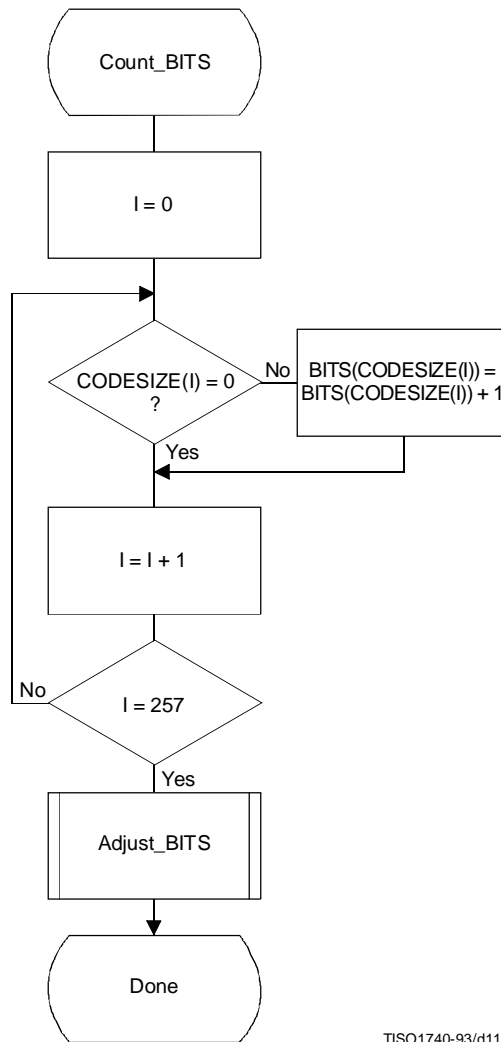 Count_BITS
I = 0
CODESIZE(I) = 0
?
No
BITS(CODESIZE(I)) =
BITS(CODESIZE(I)) + 1
Yes
I = I + 1
No
I = 257
Yes
Adjust_BITS
Done
TISO1740-93/d11